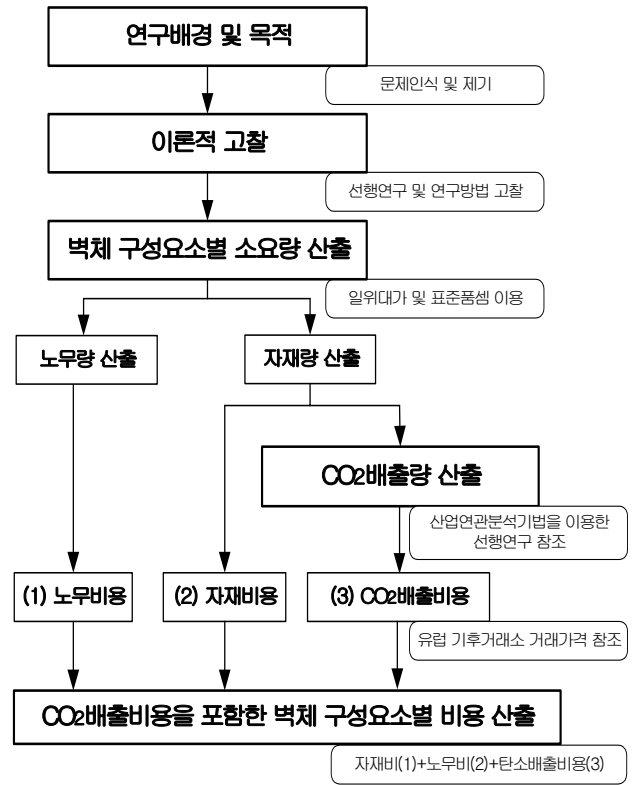 연구배경 및 목적
문제인식 및 제기
이론적 고찰
선행연구 및 연구방법 고찰
벽체 구성요소별 소요량 산출
일위대가 및 표준품셈 이용
노무량 산출
자재량 산출
CO2배출량 산출
산업연관분석기법을 이용한
선행연구 참조
(1) 노무비용
(2) 자재비용
(3) CO2배출비용
유럽 기후거래소 거래가격 참조
CO2배출비용을 포함한 벽체 구성요소별 비용 산출
자재비(1)+노무비(2)+탄소배출비용(3)